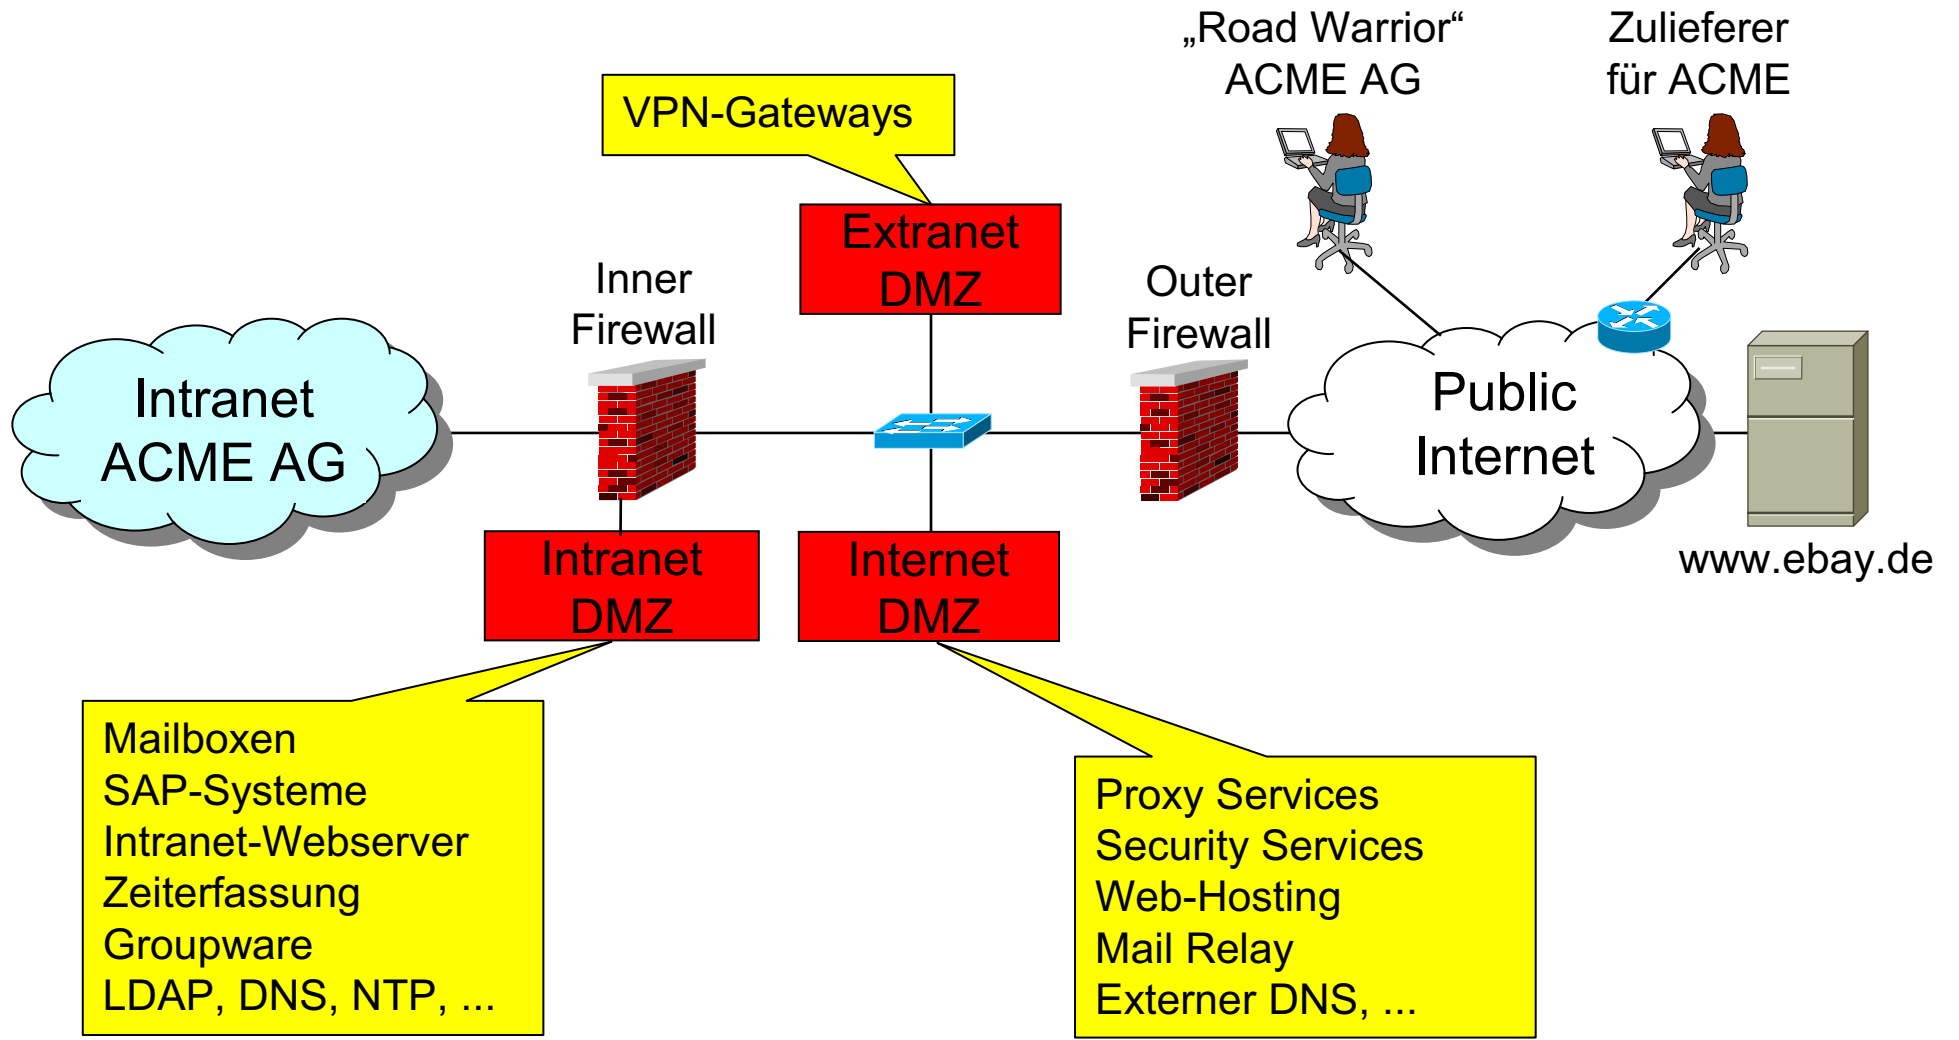 „Road Warrior“
ACME AG
Zulieferer
für ACME
VPN-Gateways
Extranet
DMZ
Inner
Firewall
Outer
Firewall
Intranet
ACME AG
Public
Internet
Intranet
DMZ
Internet
DMZ
www.ebay.de
Mailboxen
SAP-Systeme
Intranet-Webserver
Zeiterfassung
Groupware
LDAP, DNS, NTP, ...
Proxy Services
Security Services
Web-Hosting
Mail Relay
Externer DNS, ...